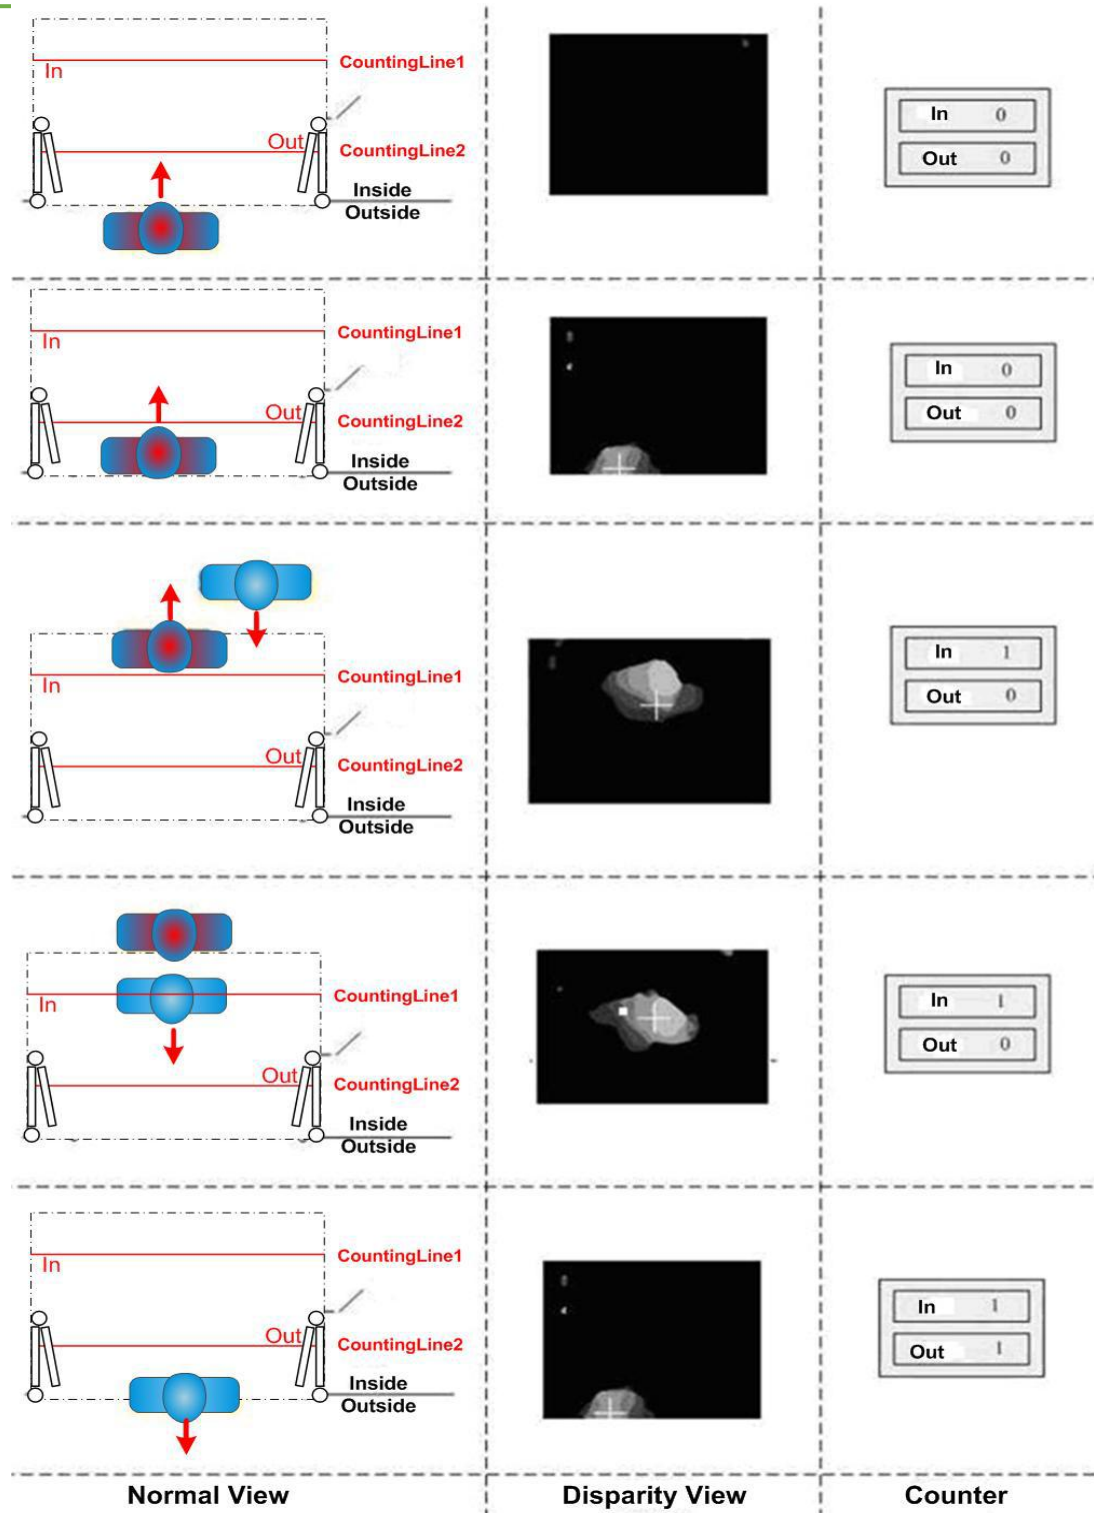 CountingLine1
In
In 0
Out
CountingLine2
Out 0
Inside
Outside
CountingLine1
In
In 0
Out
CountingLine2
Out 0
Inside
Outside
In 1
CountingLine1
In
Out 0
Out
CountingLine2
Inside
Outside
CountingLine1
In
In 1
Out
CountingLine2
Out 0
Inside
Outside
CountingLine1
In
In 1
Out
CountingLine2
Out 1
Inside
Outside
Normal View
Disparity View
Counter